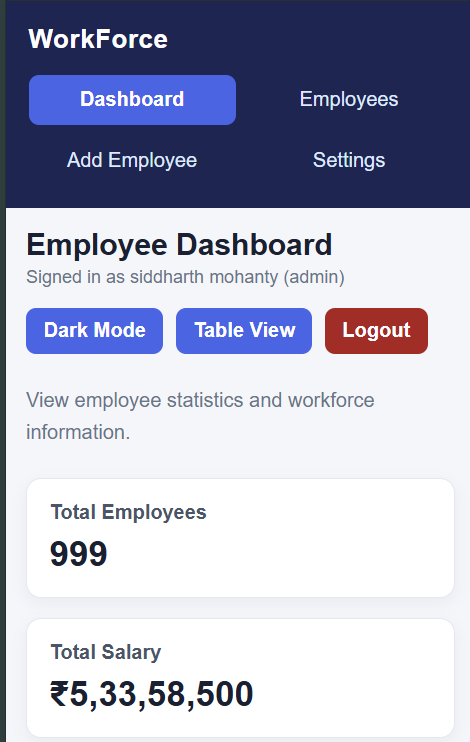 WorkForce
Dashboard
Employees
Add Employee
Settings
Employee Dashboard
Signed in as siddharth mohanty (admin)
Dark Mode
Table View
Logout
View employee statistics and workforce
information.
Total Employees
999
Total Salary
₹5,33,58,500